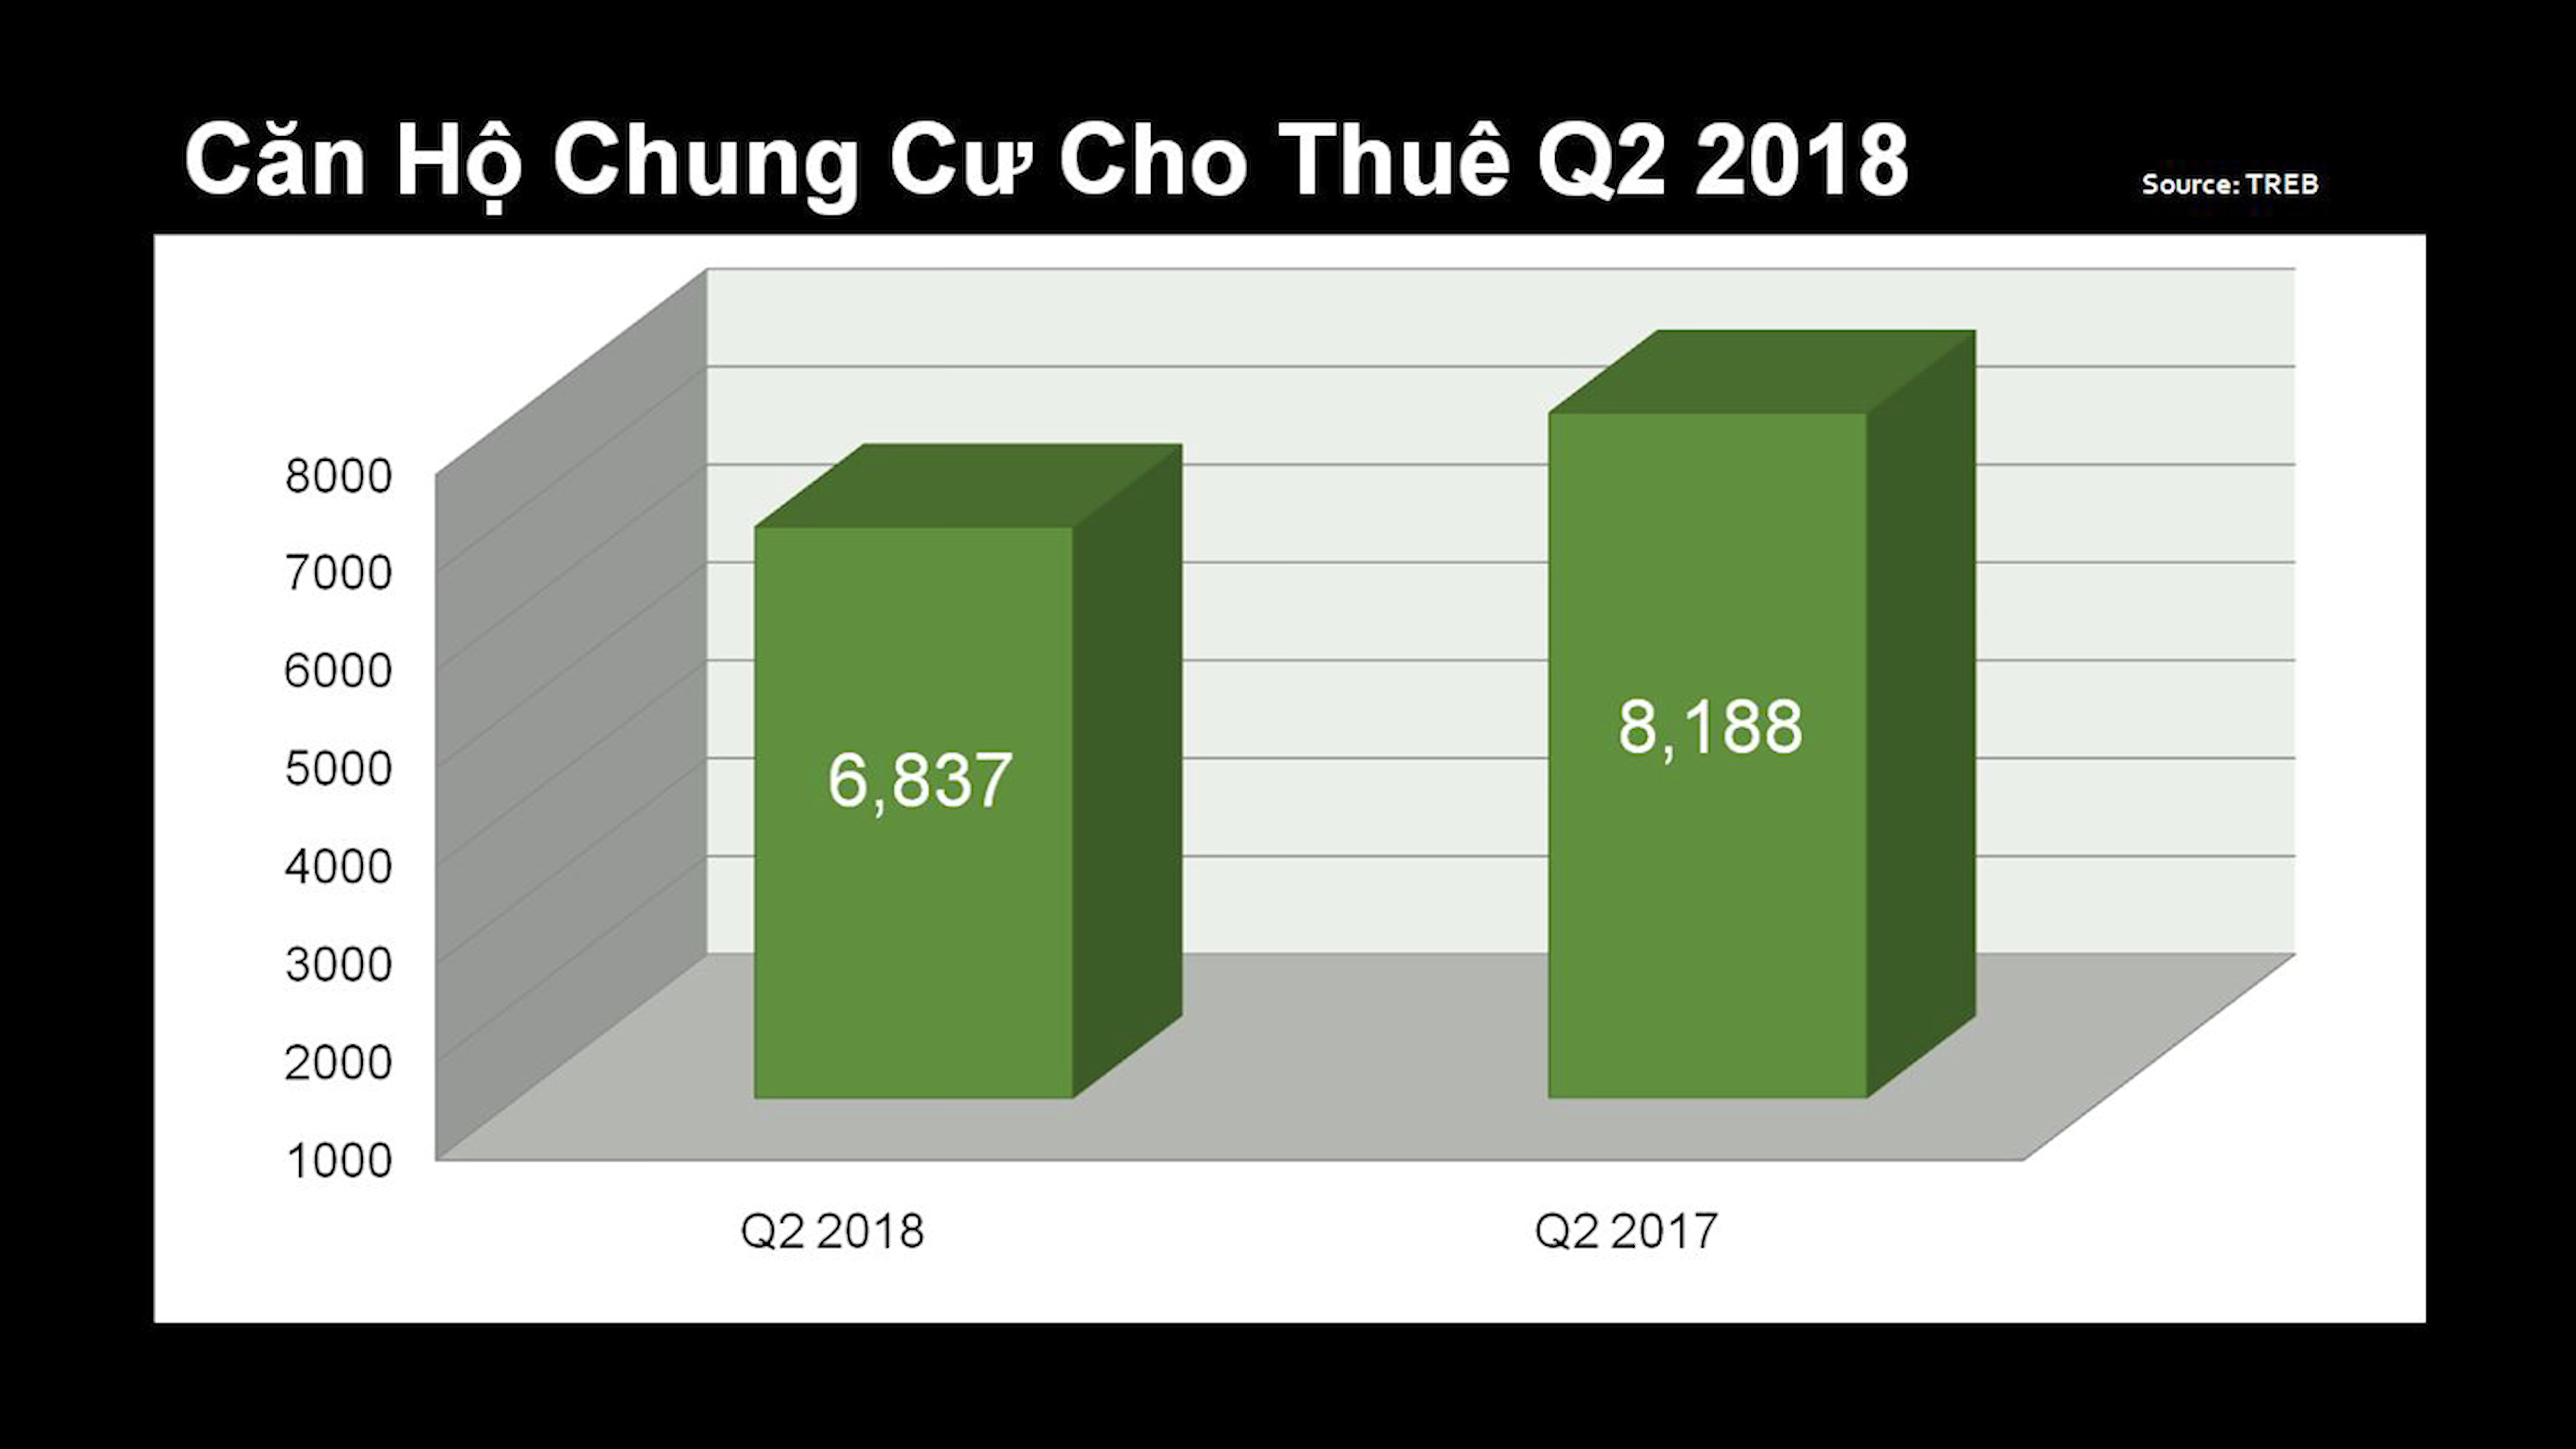 Căn Hộ Chung Cư Cho Thuê Q2 2018
Source: TREB
8000
7000
6000
5000
4000
3000
2000
1000
6,837
8,188
Q2 2018
Q2 2017